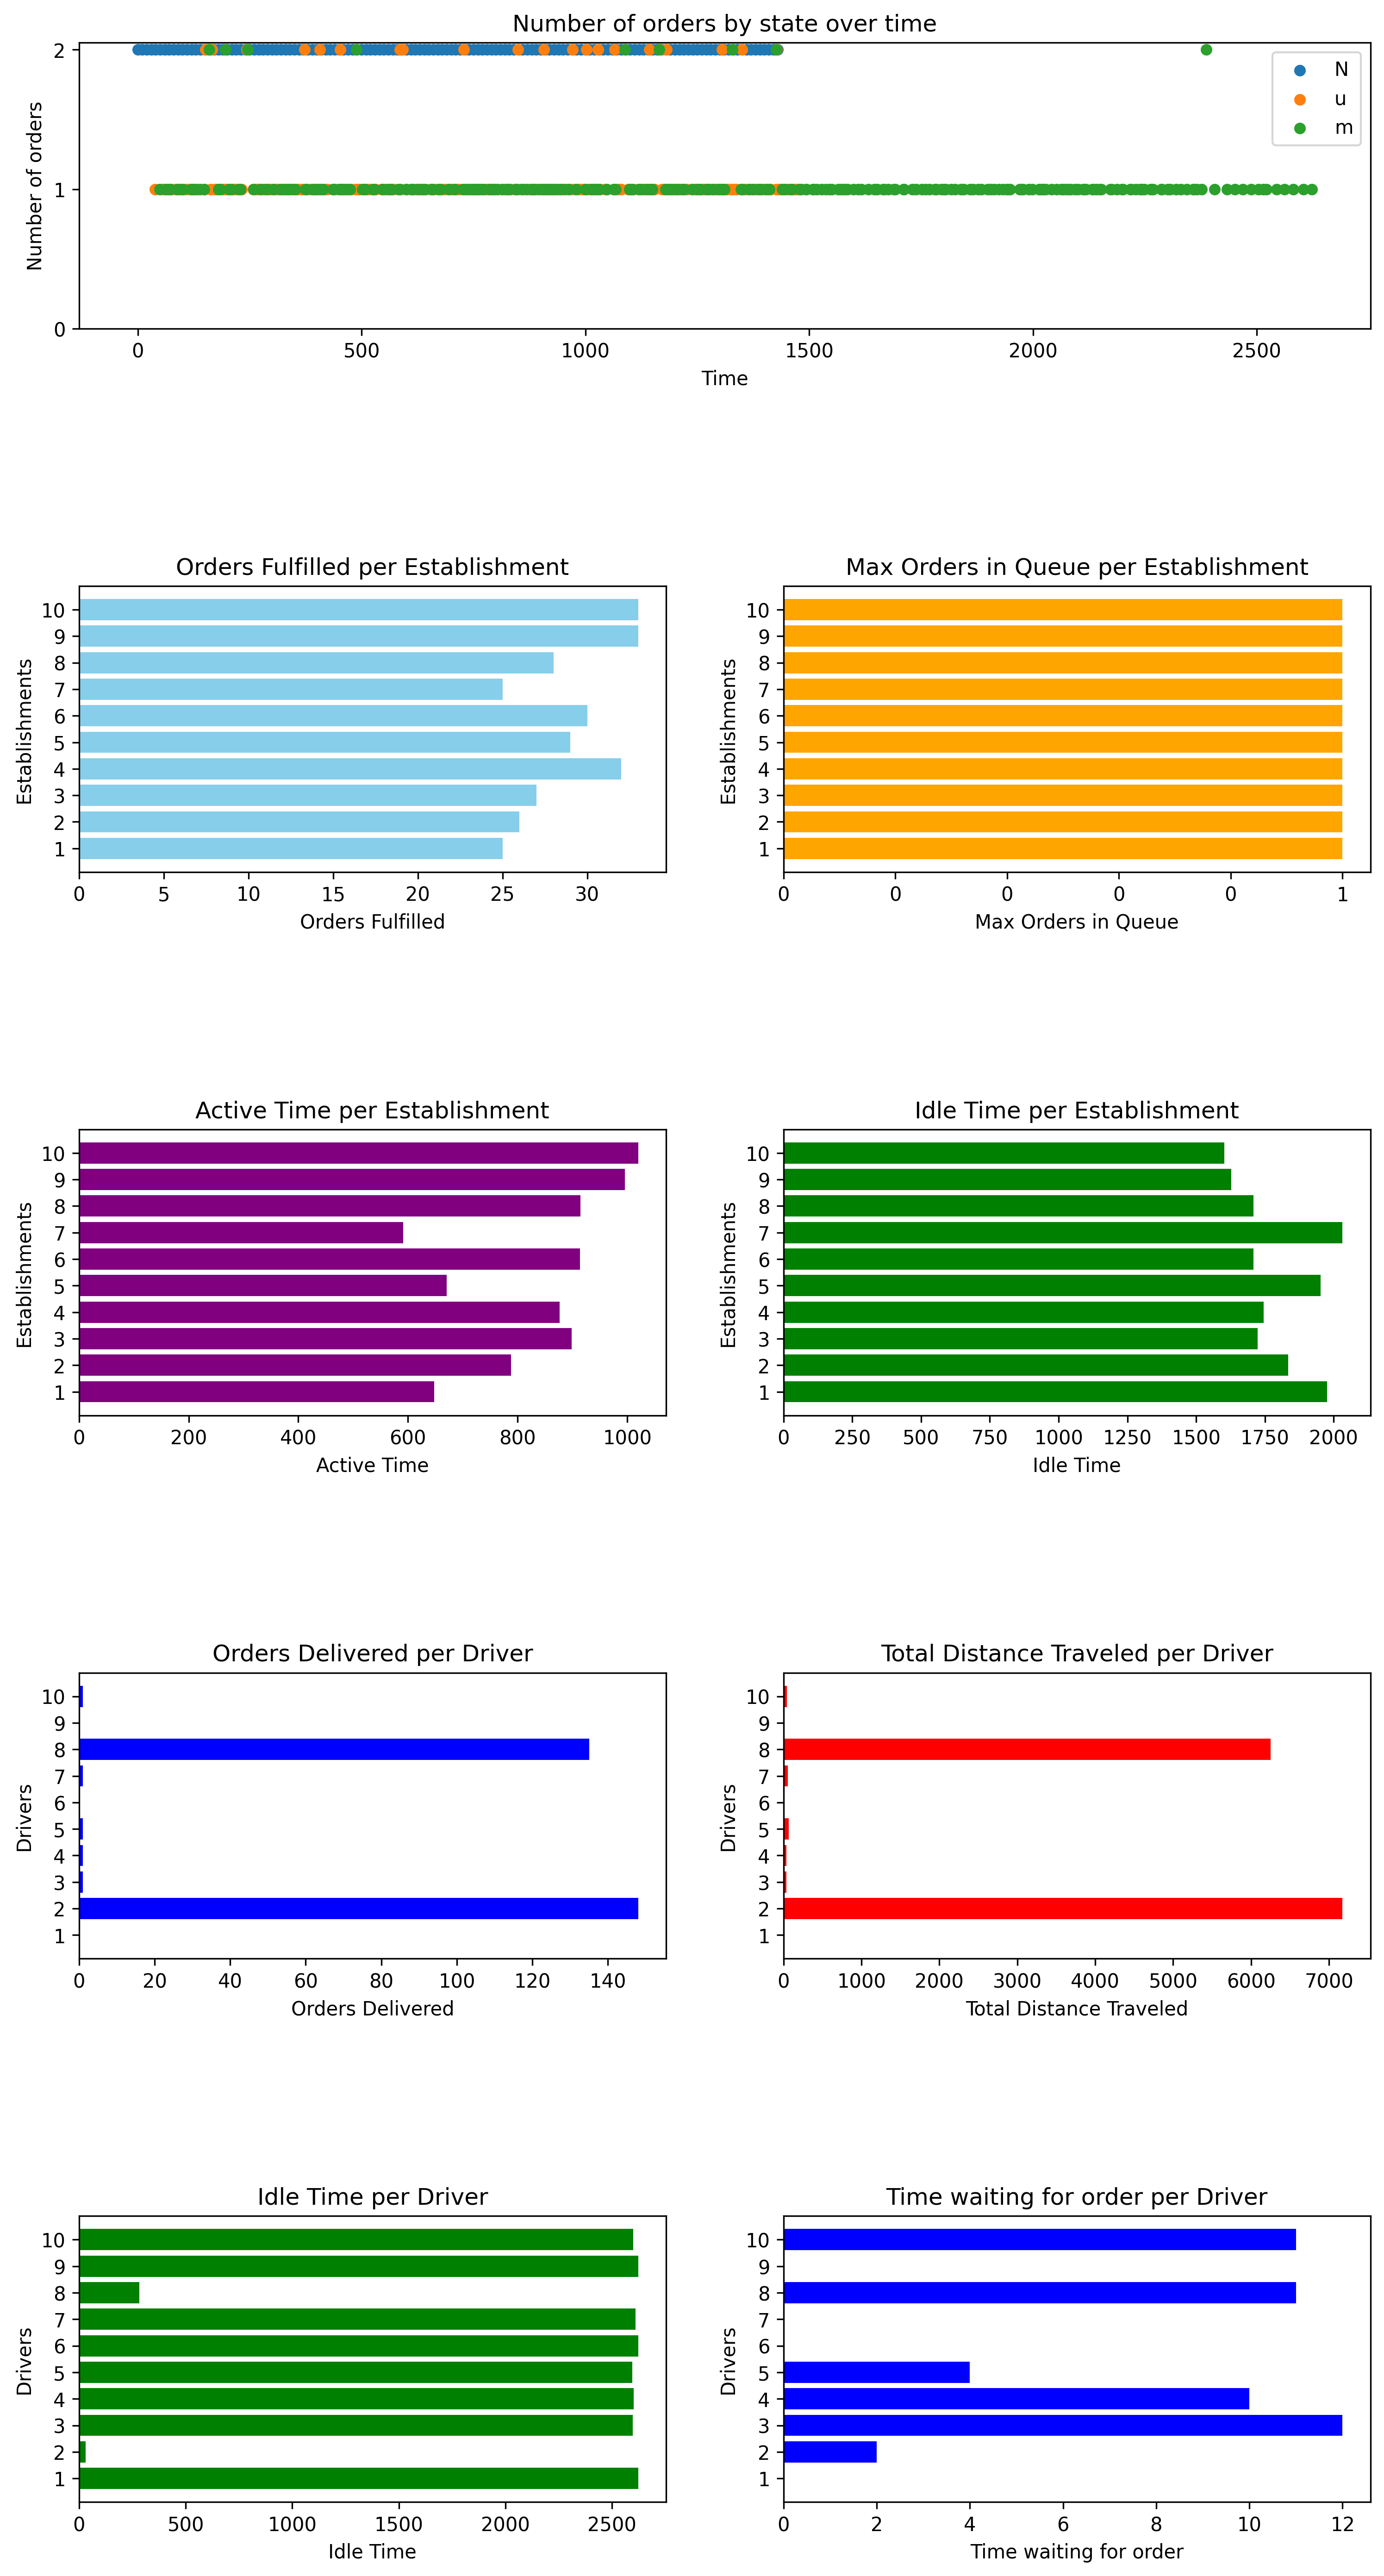 Number of orders by state over time
Number of orders
2
1
0
N
u
m
0 500 1000 1500 2000 2500
Time
Orders Fulfilled per Establishment
Establishments
10
9
8
7
6
5
4
3
2
1
0 5 10 15 20 25 30
Orders Fulfilled
Max Orders in Queue per Establishment
Establishments
10
9
8
7
6
5
4
3
2
1
0 0 0 0 0 1
Max Orders in Queue
Active Time per Establishment
Establishments
10
9
8
7
6
5
4
3
2
1
0 200 400 600 800 1000
Active Time
Idle Time per Establishment
Establishments
10
9
8
7
6
5
4
3
2
1
0 250 500 750 1000 1250 1500 1750 2000
Idle Time
Orders Delivered per Driver
Drivers
10
9
8
7
6
5
4
3
2
1
0 20 40 60 80 100 120 140
Orders Delivered
Total Distance Traveled per Driver
Drivers
10
9
8
7
6
5
4
3
2
1
0 1000 2000 3000 4000 5000 6000 7000
Total Distance Traveled
Idle Time per Driver
Drivers
10
9
8
7
6
5
4
3
2
1
0 500 1000 1500 2000 2500
Idle Time
Time waiting for order per Driver
Drivers
10
9
8
7
6
5
4
3
2
1
0 2 4 6 8 10 12
Time waiting for order